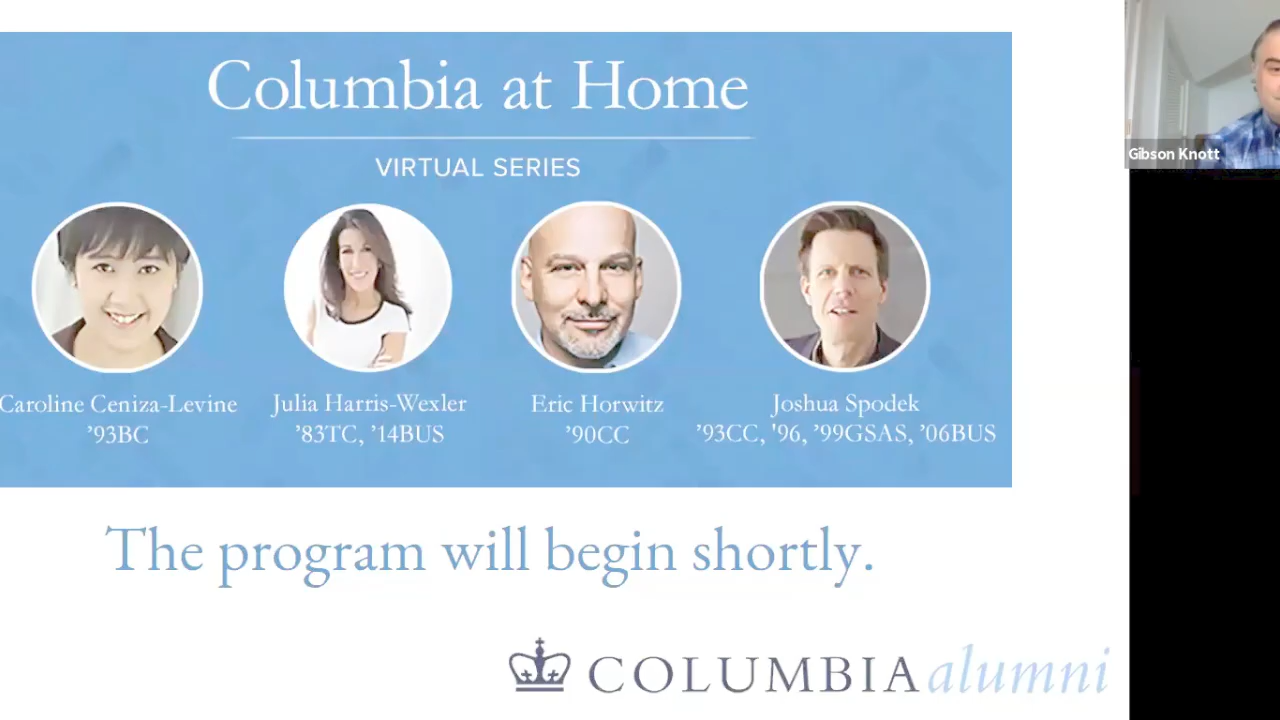 Columbia at Home
VIRTUAL SERIES
Caroline Ceniza-Levine
’93BC
Julia Harris-Wexler
’83TC, ’14BUS
Eric Horwitz
’90CC
Joshua Spodek
’93CC, '96, ’99GSAS, ’06BUS
The program will begin shortly.
COLUMBIA alumni
Gibson Knott